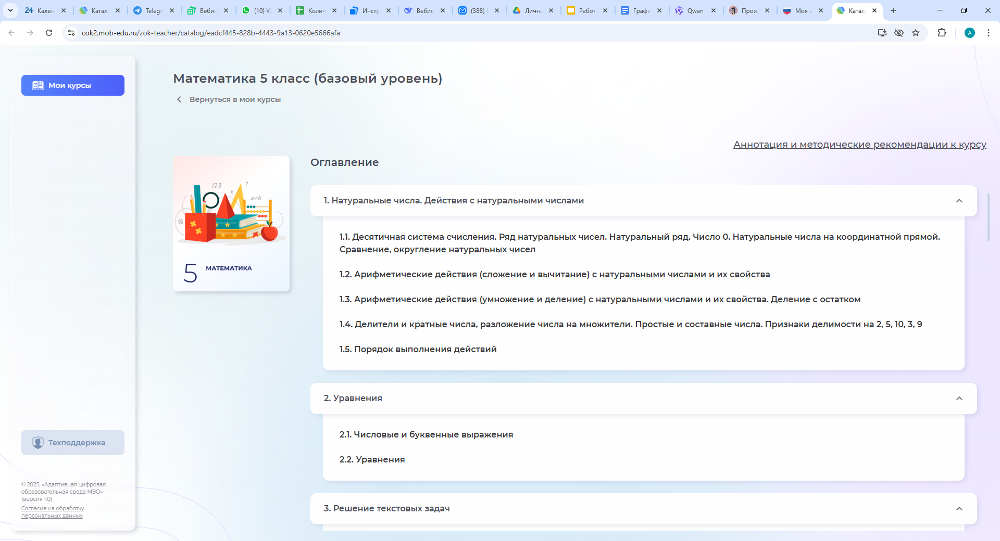 24 Кален
Катал
Telegr
Вебин
(10) W
Колич
Инстр
Вебин
(388)
Личн
Работ
Графи
Qwen
Прои
Моя ш
Катал
cok2.mob-edu.ru/zok-teacher/catalog/eadcf445-828b-4443-9a13-0620e5666afa
A
Мои курсы
Математика 5 класс (базовый уровень)
Вернуться в мои курсы
Аннотация и методические рекомендации к курсу
123
?
x
a+b
%
5 МАТЕМАТИКА
Оглавление
1. Натуральные числа. Действия с натуральными числами
1.1. Десятичная система счисления. Ряд натуральных чисел. Натуральный ряд. Число 0. Натуральные числа на координатной прямой.
Сравнение, округление натуральных чисел
1.2. Арифметические действия (сложение и вычитание) с натуральными числами и их свойства
1.3. Арифметические действия (умножение и деление) с натуральными числами и их свойства. Деление с остатком
1.4. Делители и кратные числа, разложение числа на множители. Простые и составные числа. Признаки делимости на 2, 5, 10, 3, 9
1.5. Порядок выполнения действий
2. Уравнения
2.1. Числовые и буквенные выражения
2.2. Уравнения
3. Решение текстовых задач
Техподдержка
© 2025, «Адаптивная цифровая
образовательная среда МЭО»
(версия 1.0)
Согласие на обработку
персональных данных